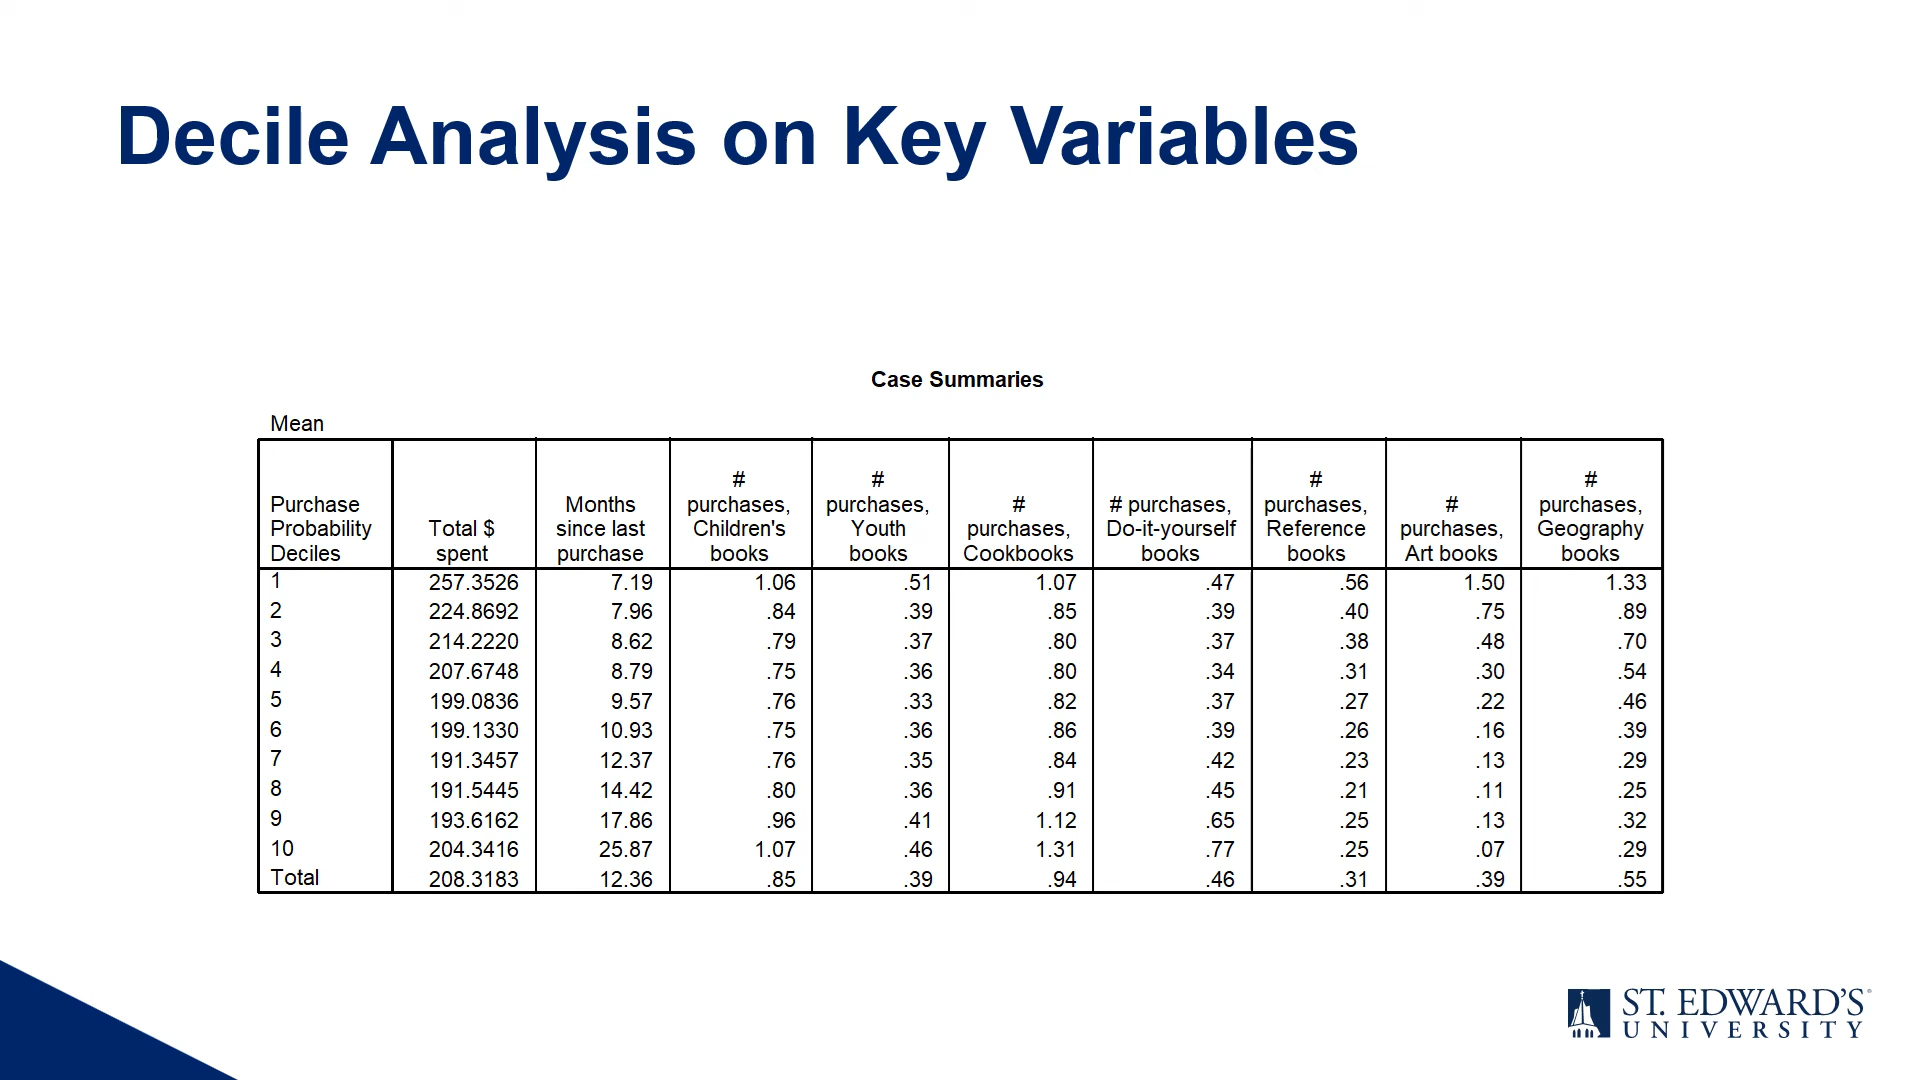 Decile Analysis on Key Variables
Case Summaries
Mean
Purchase Probability Deciles | Total $ spent | Months since last purchase | # purchases, Children's books | # purchases, Youth books | # purchases, Cookbooks | # purchases, Do-it-yourself books | # purchases, Reference books | # purchases, Art books | # purchases, Geography books
1 257.3526 7.19 1.06 .51 1.07 .47 .56 1.50 1.33
2 224.8692 7.96 .84 .39 .85 .39 .40 .75 .89
3 214.2220 8.62 .79 .37 .80 .37 .38 .48 .70
4 207.6748 8.79 .75 .36 .80 .34 .31 .30 .54
5 199.0836 9.57 .76 .33 .82 .37 .27 .22 .46
6 199.1330 10.93 .75 .36 .86 .39 .26 .16 .39
7 191.3457 12.37 .76 .35 .84 .42 .23 .13 .29
8 191.5445 14.42 .80 .36 .91 .45 .21 .11 .25
9 193.6162 17.86 .96 .41 1.12 .65 .25 .13 .32
10 204.3416 25.87 1.07 .46 1.31 .77 .25 .07 .29
Total 208.3183 12.36 .85 .39 .94 .46 .31 .39 .55
ST. EDWARD'S
UNIVERSITY